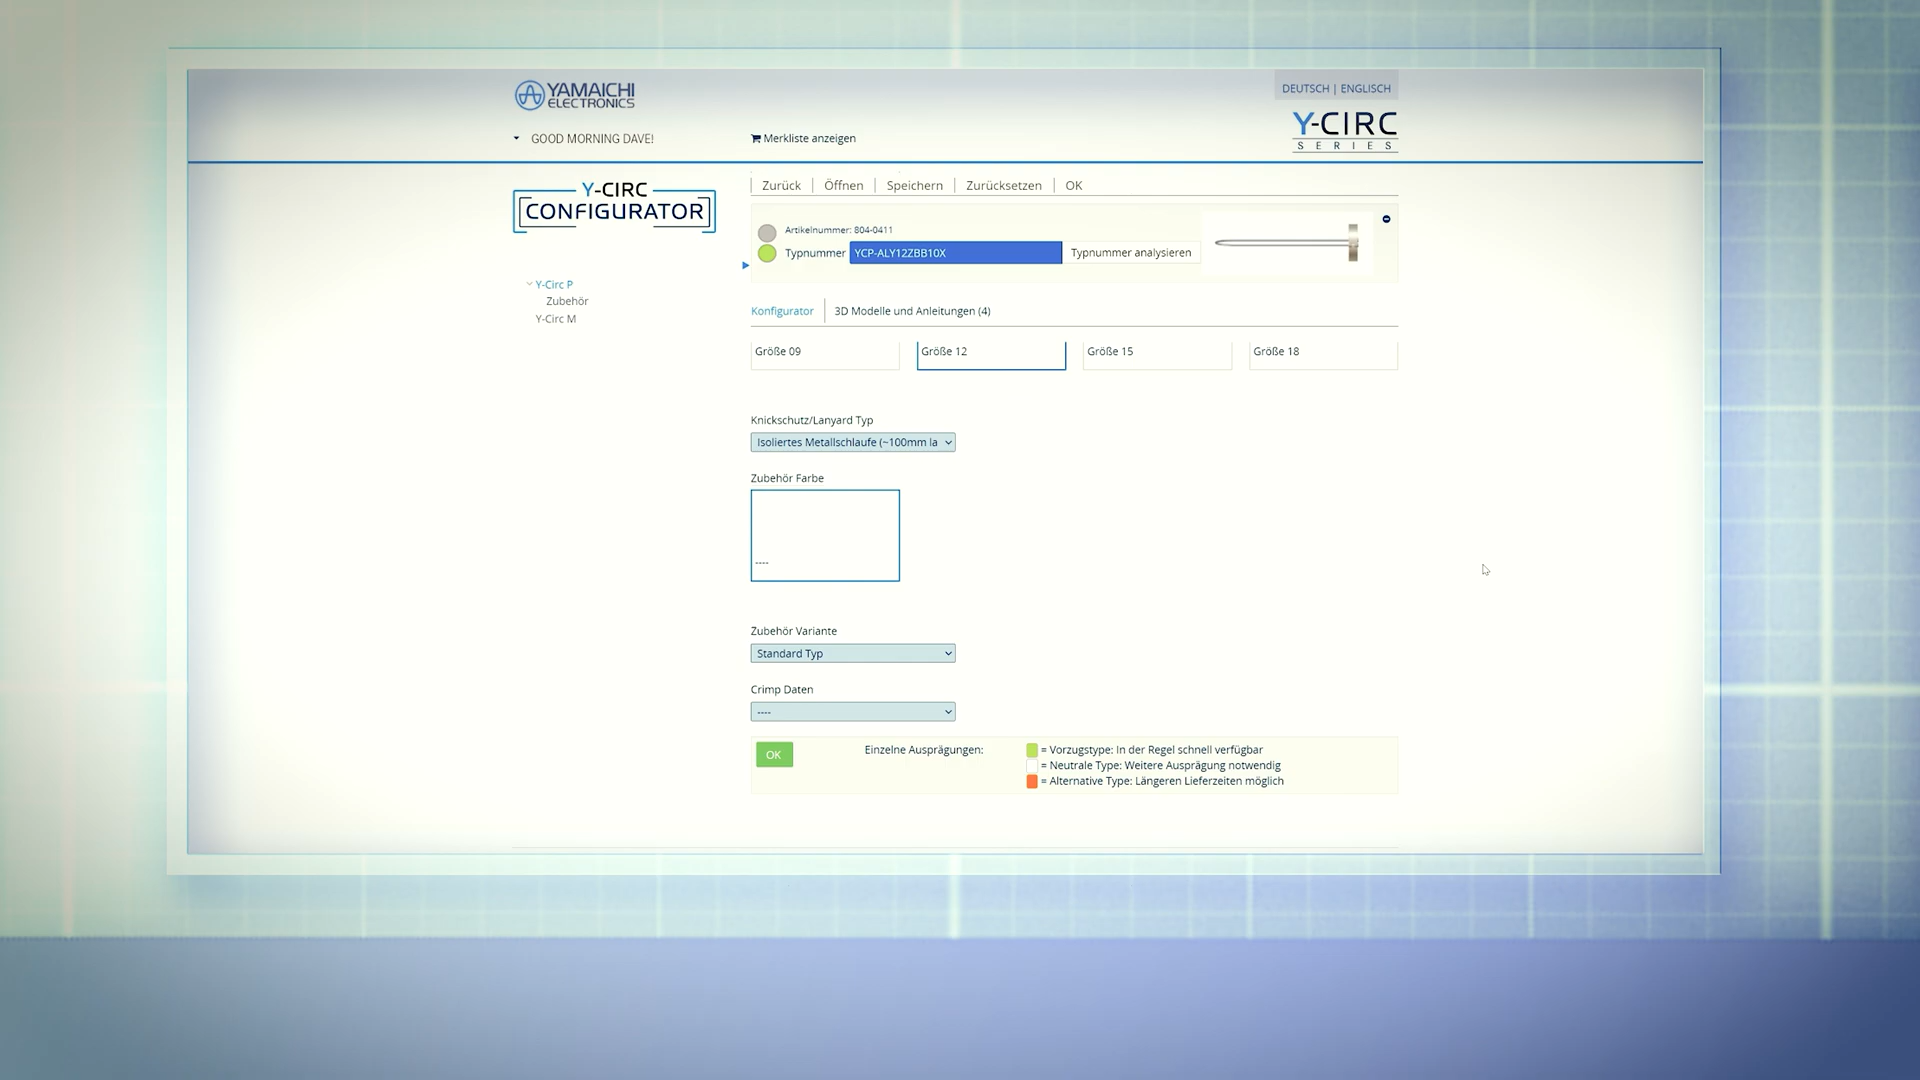 YAMAICHI
ELECTRONICS
DEUTSCH | ENGLISCH
GOOD MORNING DAVE!
Merkliste anzeigen
Y-CIRC
SERIES
Y-CIRC
CONFIGURATOR
Zurück | Öffnen | Speichern | Zurücksetzen | OK
Artikelnummer: 804-0411
Typnummer YCP-ALY12ZBB10X Typnummer analysieren
Y-Circ P
Zubehör
Y-Circ M
Konfigurator | 3D Modelle und Anleitungen (4)
Größe 09 Größe 12 Größe 15 Größe 18
Knickschutz/Lanyard Typ
Isoliertes Metallschlaufe (~100mm la
Zubehör Farbe
----
Zubehör Variante
Standard Typ
Crimp Daten
----
OK
Einzelne Ausprägungen:
= Vorzugstype: In der Regel schnell verfügbar
= Neutrale Type: Weitere Ausprägung notwendig
= Alternative Type: Längeren Lieferzeiten möglich